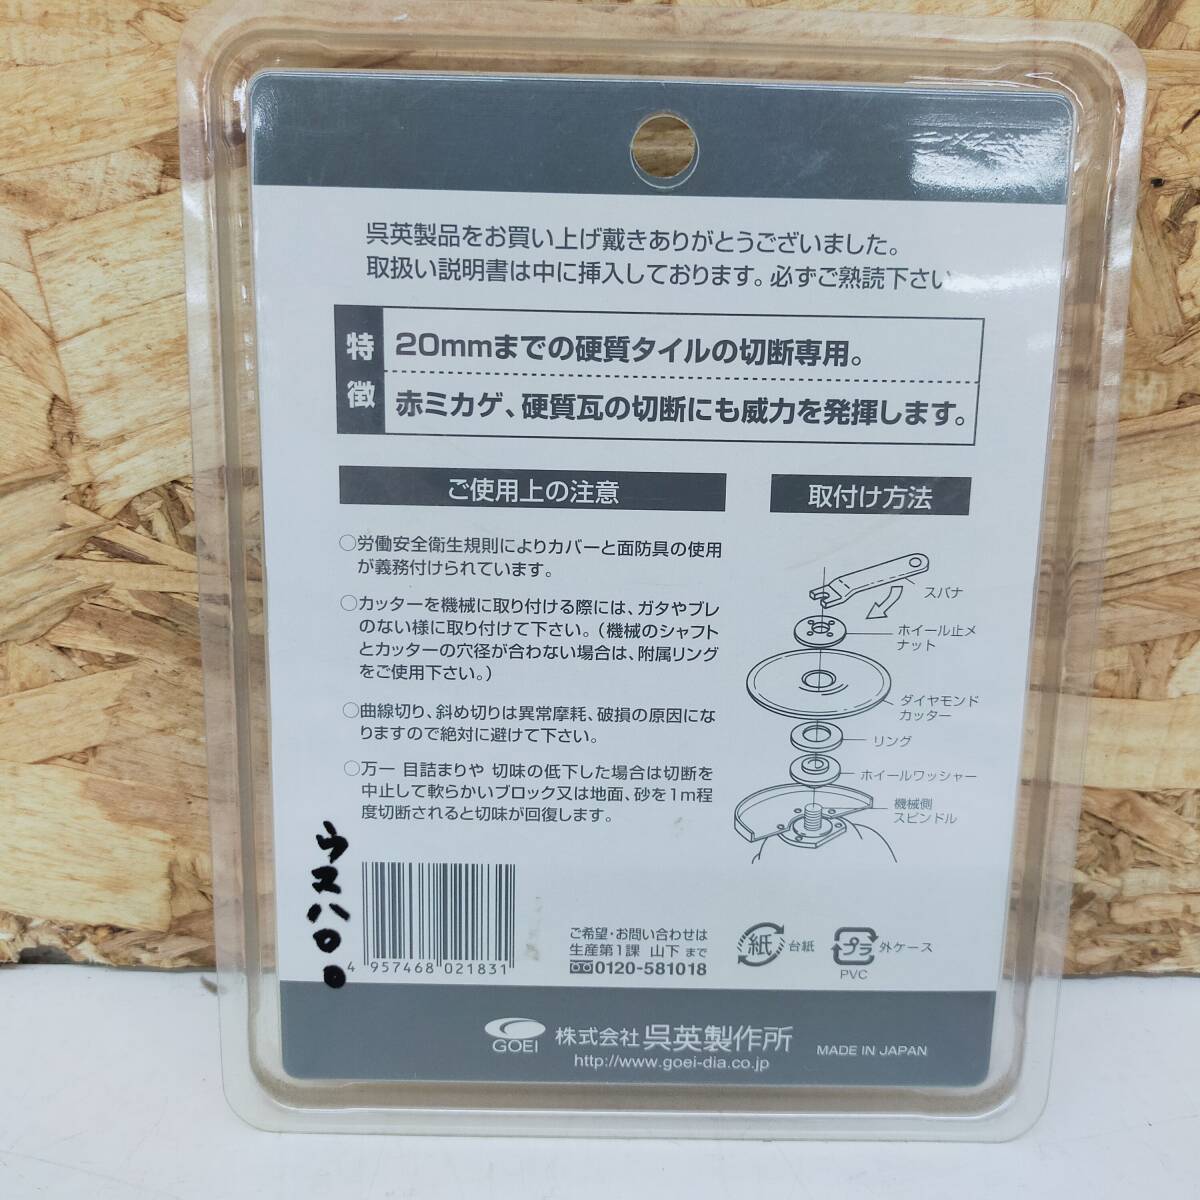 呉英製品をお買い上げ戴きありがとうございました。
取扱い説明書は中に挿入しております。必ずご熟読下さい
特徴
20mmまでの硬質タイルの切断専用。
赤ミカゲ、硬質瓦の切断にも威力を発揮します。
ご使用上の注意
○労働安全衛生規則によりカバーと面防具の使用
が義務付けられています。
○カッターを機械に取り付ける際には、ガタやブレ
のない様に取り付けて下さい。(機械のシャフト
とカッターの穴径が合わない場合は、附属リング
をご使用下さい。)
○曲線切り、斜め切りは異常摩耗、破損の原因にな
りますので絶対に避けて下さい。
○万一 目詰まりや 切味の低下した場合は切断を
中止して軟らかいブロック又は地面、砂を1m程
度切断されると切味が回復します。
取付け方法
スパナ
ホイール止メ
ナット
ダイヤモンド
カッター
リング
ホイールワッシャー
機械側
スピンドル
4 957468 021831
ご希望・お問い合わせは
生産第1課 山下 まで
0120-581018
紙 台紙
プラ 外ケース
PVC
GOEI 株式会社 呉英製作所
http://www.goei-dia.co.jp
MADE IN JAPAN